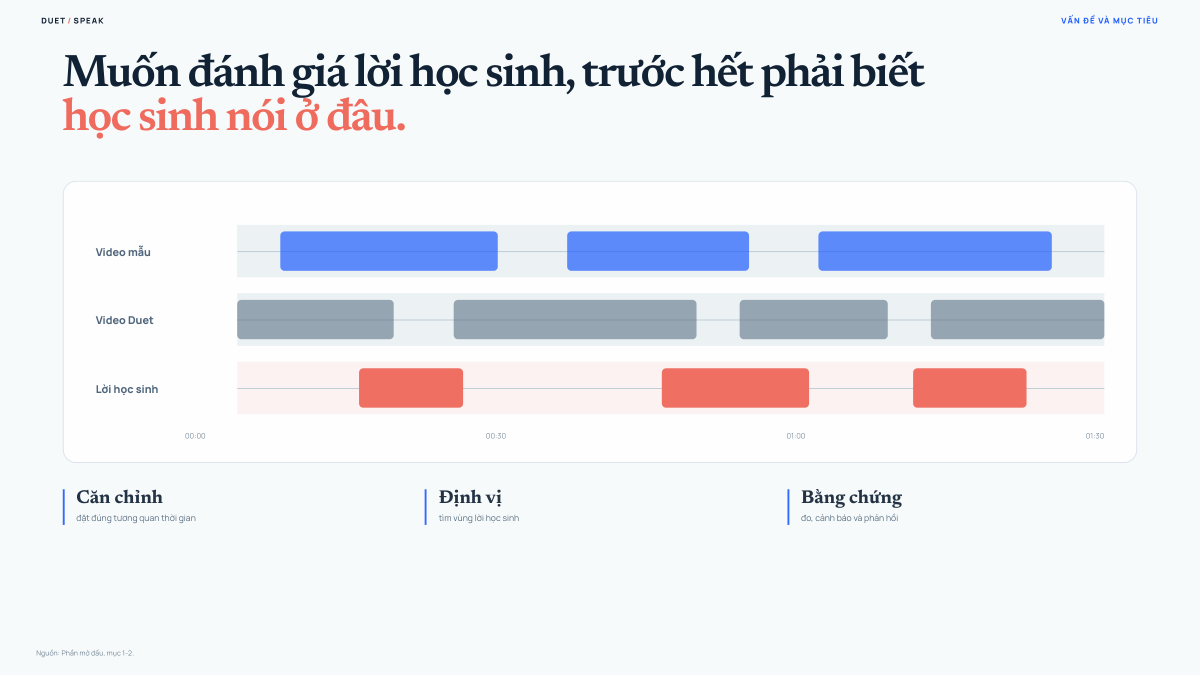 DUET / SPEAK
VẤN ĐỀ VÀ MỤC TIÊU
Muốn đánh giá lời học sinh, trước hết phải biết
học sinh nói ở đâu.
Video mẫu
Video Duet
Lời học sinh
00:00
00:30
01:00
01:30
Căn chỉnh
đặt đúng tương quan thời gian
Định vị
tìm vùng lời học sinh
Bằng chứng
đo, cảnh báo và phản hồi
Nguồn: Phần mở đầu, mục 1–2.